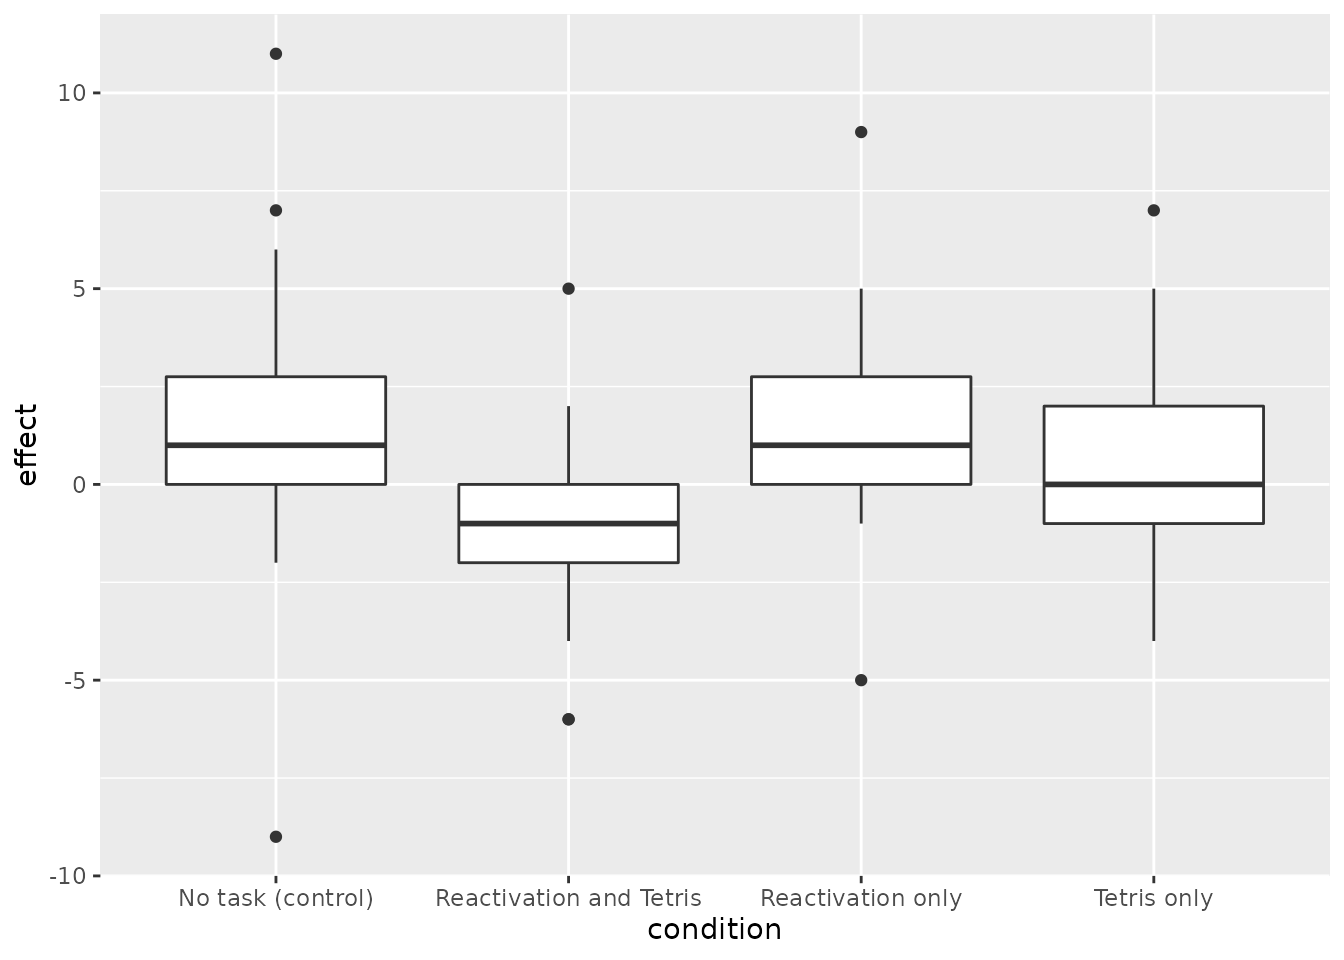 effect
10
5
0
-5
-10
No task (control) Reactivation and Tetris Reactivation only Tetris only
condition